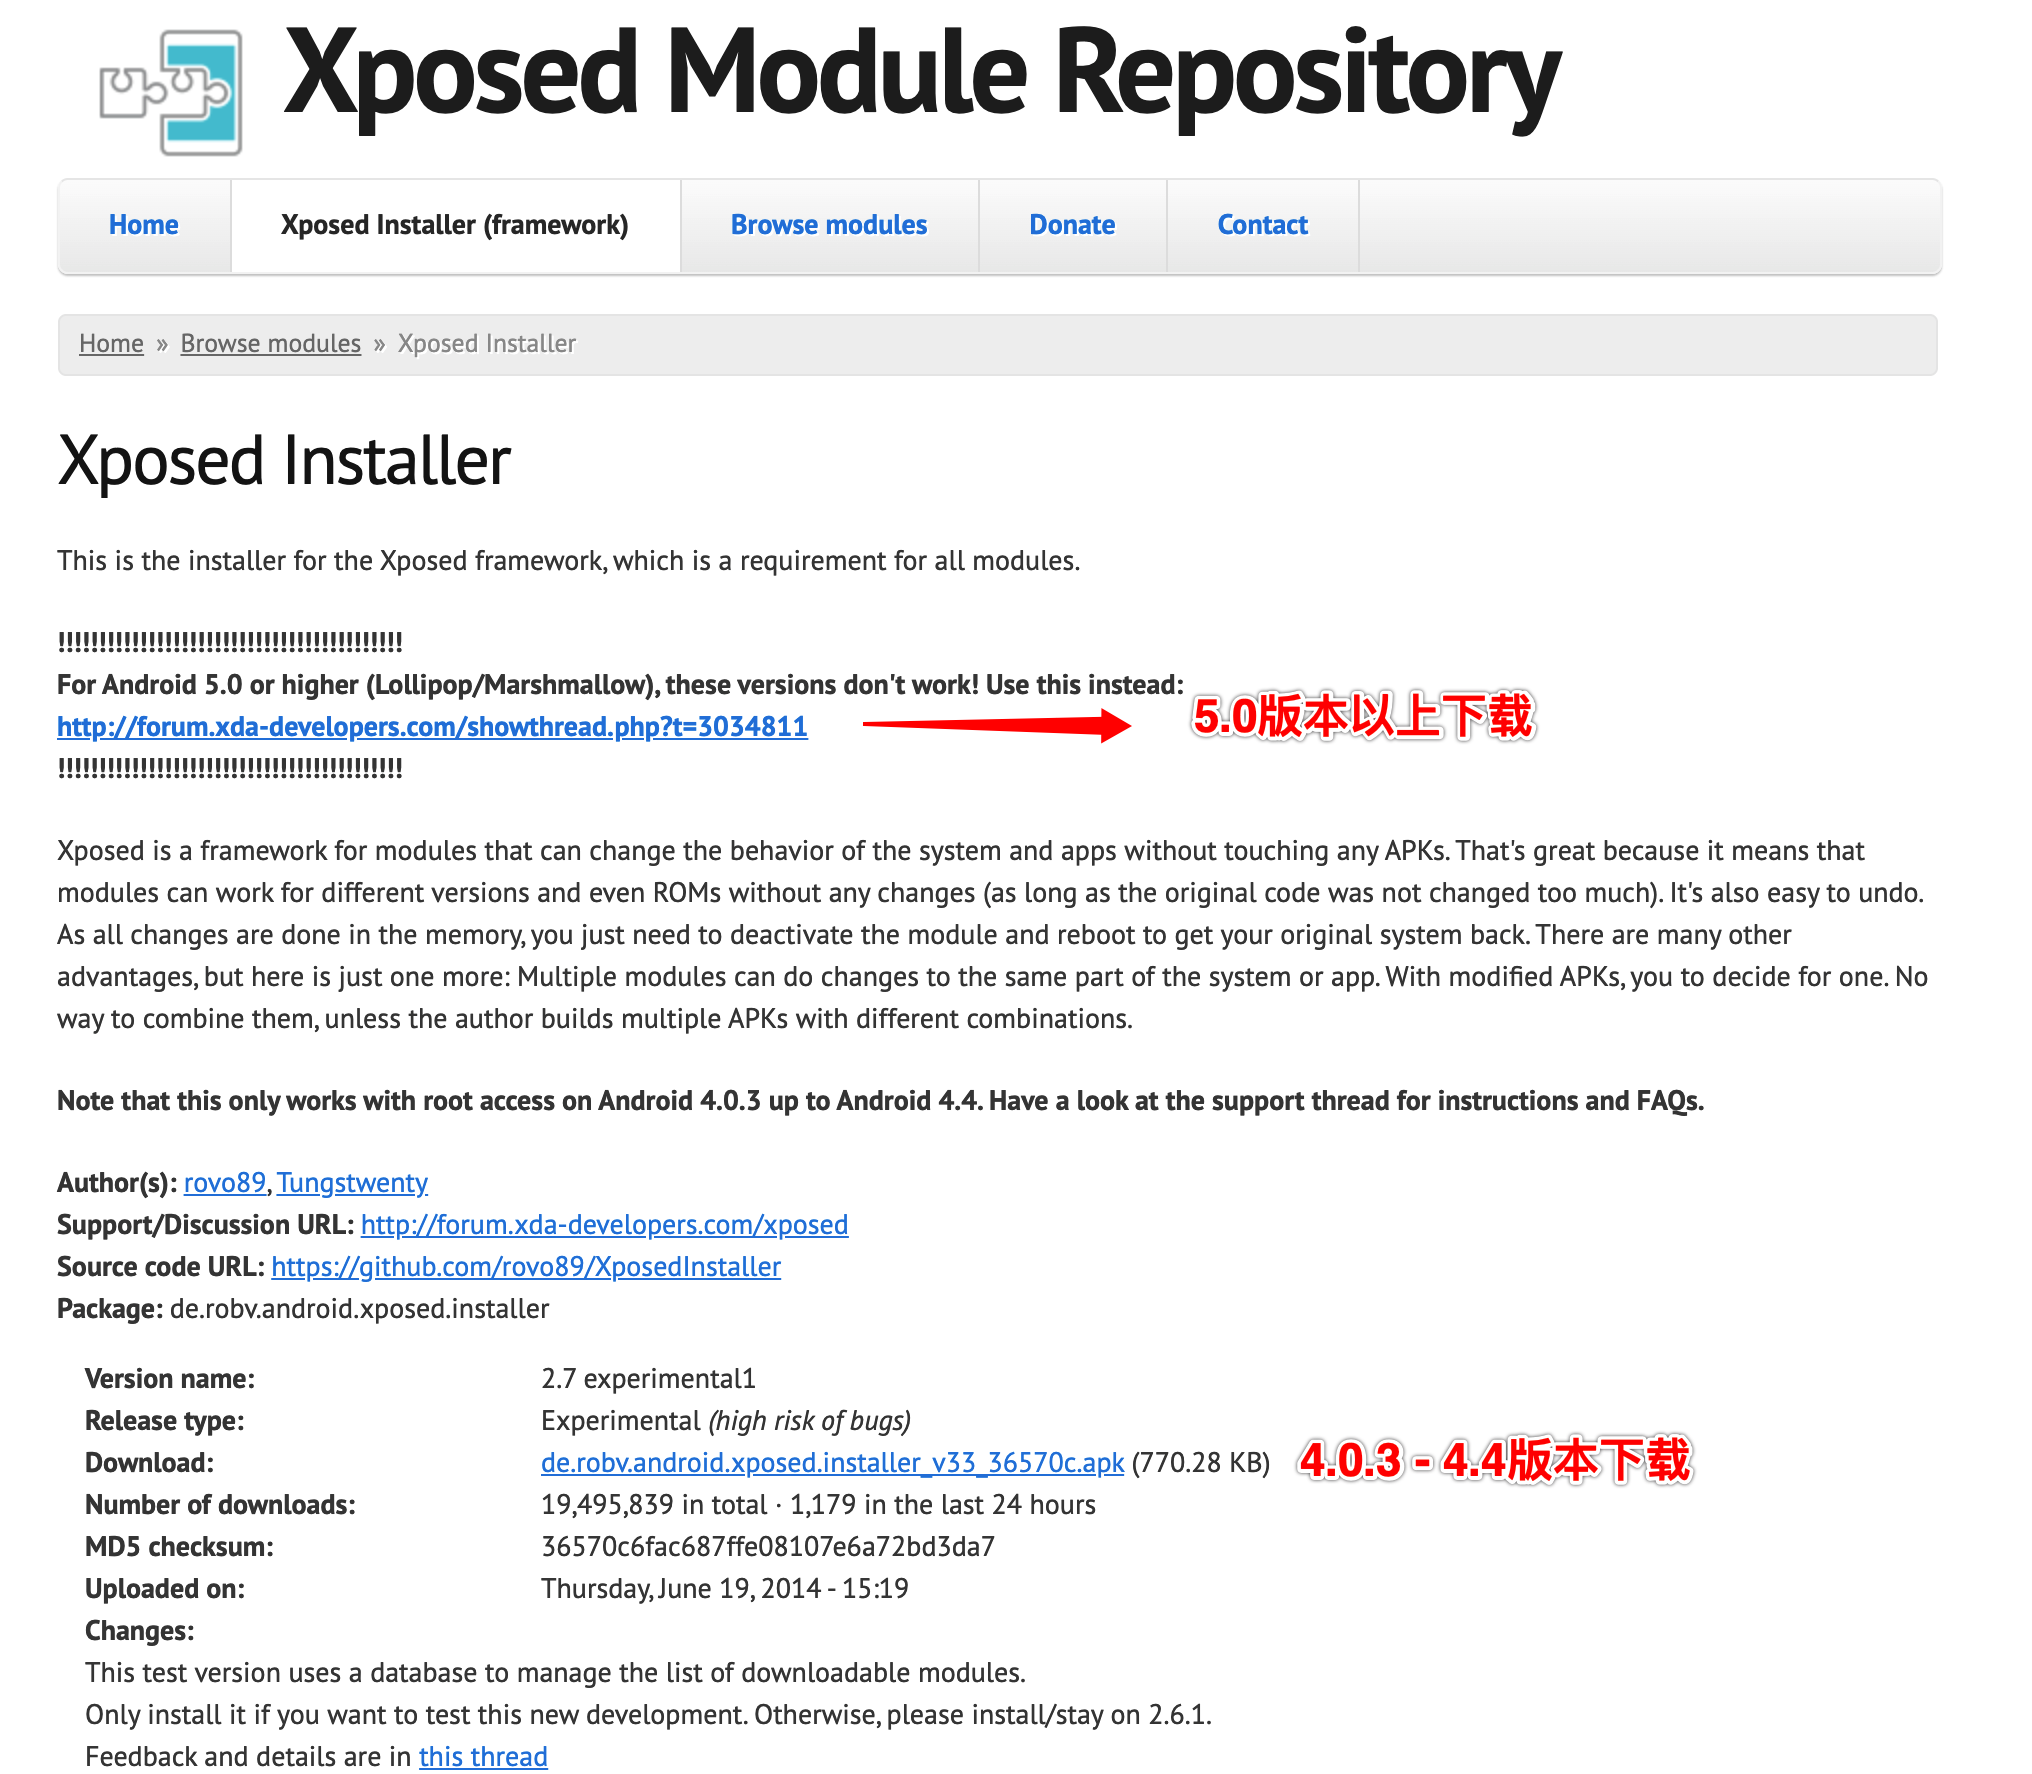 Xposed Module Repository
Home
Xposed Installer (framework)
Browse modules
Donate
Contact
Home » Browse modules » Xposed Installer
Xposed Installer
This is the installer for the Xposed framework, which is a requirement for all modules.
!!!!!!!!!!!!!!!!!!!!!!!!!!!!!!!!!!!!!!!!!!
For Android 5.0 or higher (Lollipop/Marshmallow), these versions don't work! Use this instead:
http://forum.xda-developers.com/showthread.php?t=3034811
5.0版本以上下载
!!!!!!!!!!!!!!!!!!!!!!!!!!!!!!!!!!!!!!!!!!
Xposed is a framework for modules that can change the behavior of the system and apps without touching any APKs. That's great because it means that
modules can work for different versions and even ROMs without any changes (as long as the original code was not changed too much). It's also easy to undo.
As all changes are done in the memory, you just need to deactivate the module and reboot to get your original system back. There are many other
advantages, but here is just one more: Multiple modules can do changes to the same part of the system or app. With modified APKs, you to decide for one. No
way to combine them, unless the author builds multiple APKs with different combinations.
Note that this only works with root access on Android 4.0.3 up to Android 4.4. Have a look at the support thread for instructions and FAQs.
Author(s): rovo89, Tungstwenty
Support/Discussion URL: http://forum.xda-developers.com/xposed
Source code URL: https://github.com/rovo89/XposedInstaller
Package: de.robv.android.xposed.installer
Version name: 2.7 experimental1
Release type: Experimental (high risk of bugs)
Download: de.robv.android.xposed.installer_v33_36570c.apk (770.28 KB) 4.0.3 - 4.4版本下载
Number of downloads: 19,495,839 in total · 1,179 in the last 24 hours
MD5 checksum: 36570c6fac687ffe08107e6a72bd3da7
Uploaded on: Thursday, June 19, 2014 - 15:19
Changes:
This test version uses a database to manage the list of downloadable modules.
Only install it if you want to test this new development. Otherwise, please install/stay on 2.6.1.
Feedback and details are in this thread